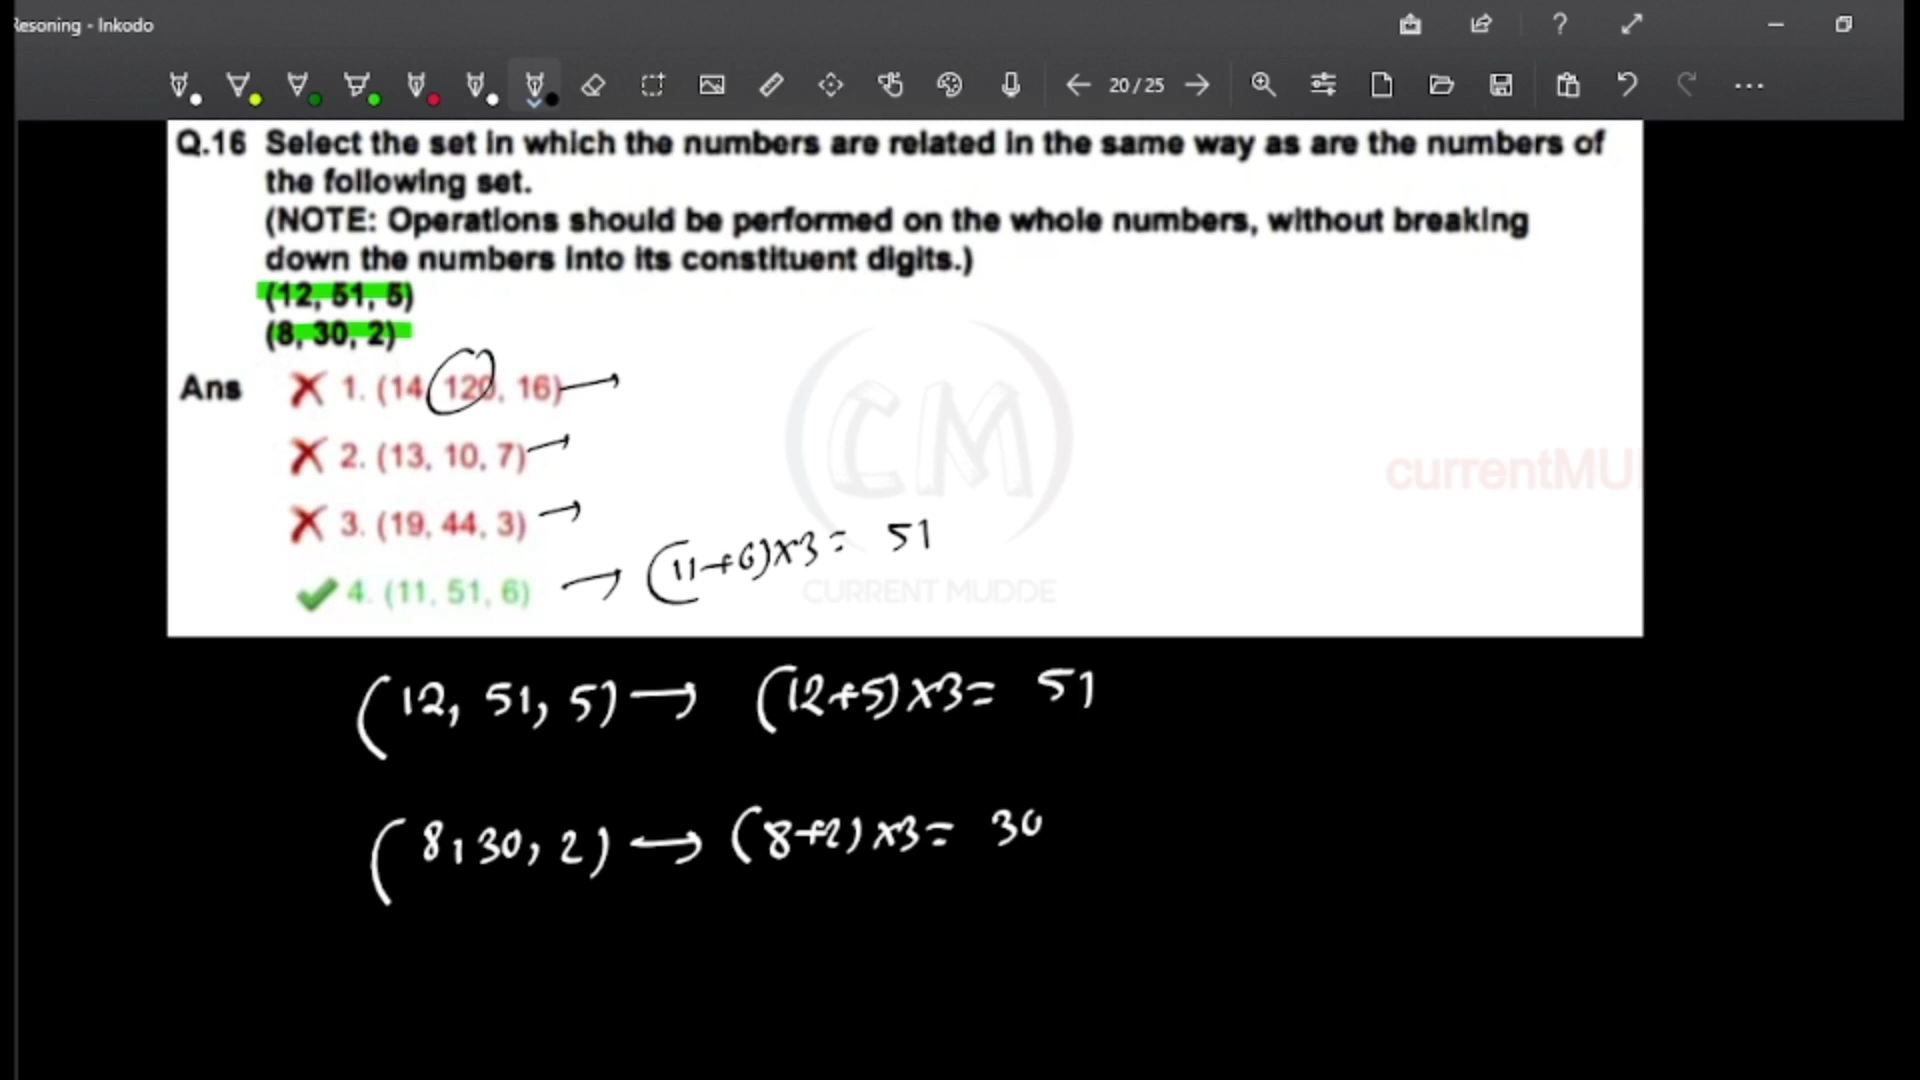 Resoning - Inkodo
20 / 25
Q.16 Select the set in which the numbers are related in the same way as are the numbers of
the following set.
(NOTE: Operations should be performed on the whole numbers, without breaking
down the numbers into its constituent digits.)
(12, 51, 5)
(8, 30, 2)
Ans 1. (14, 120, 16)
2. (13, 10, 7)
3. (19, 44, 3)
4. (11, 51, 6) → (11+6)×3 = 51
CM
CURRENT MUDDE
currentMU
(12, 51, 5) → (12+5)×3 = 51
(8, 30, 2) → (8+2)×3 = 30